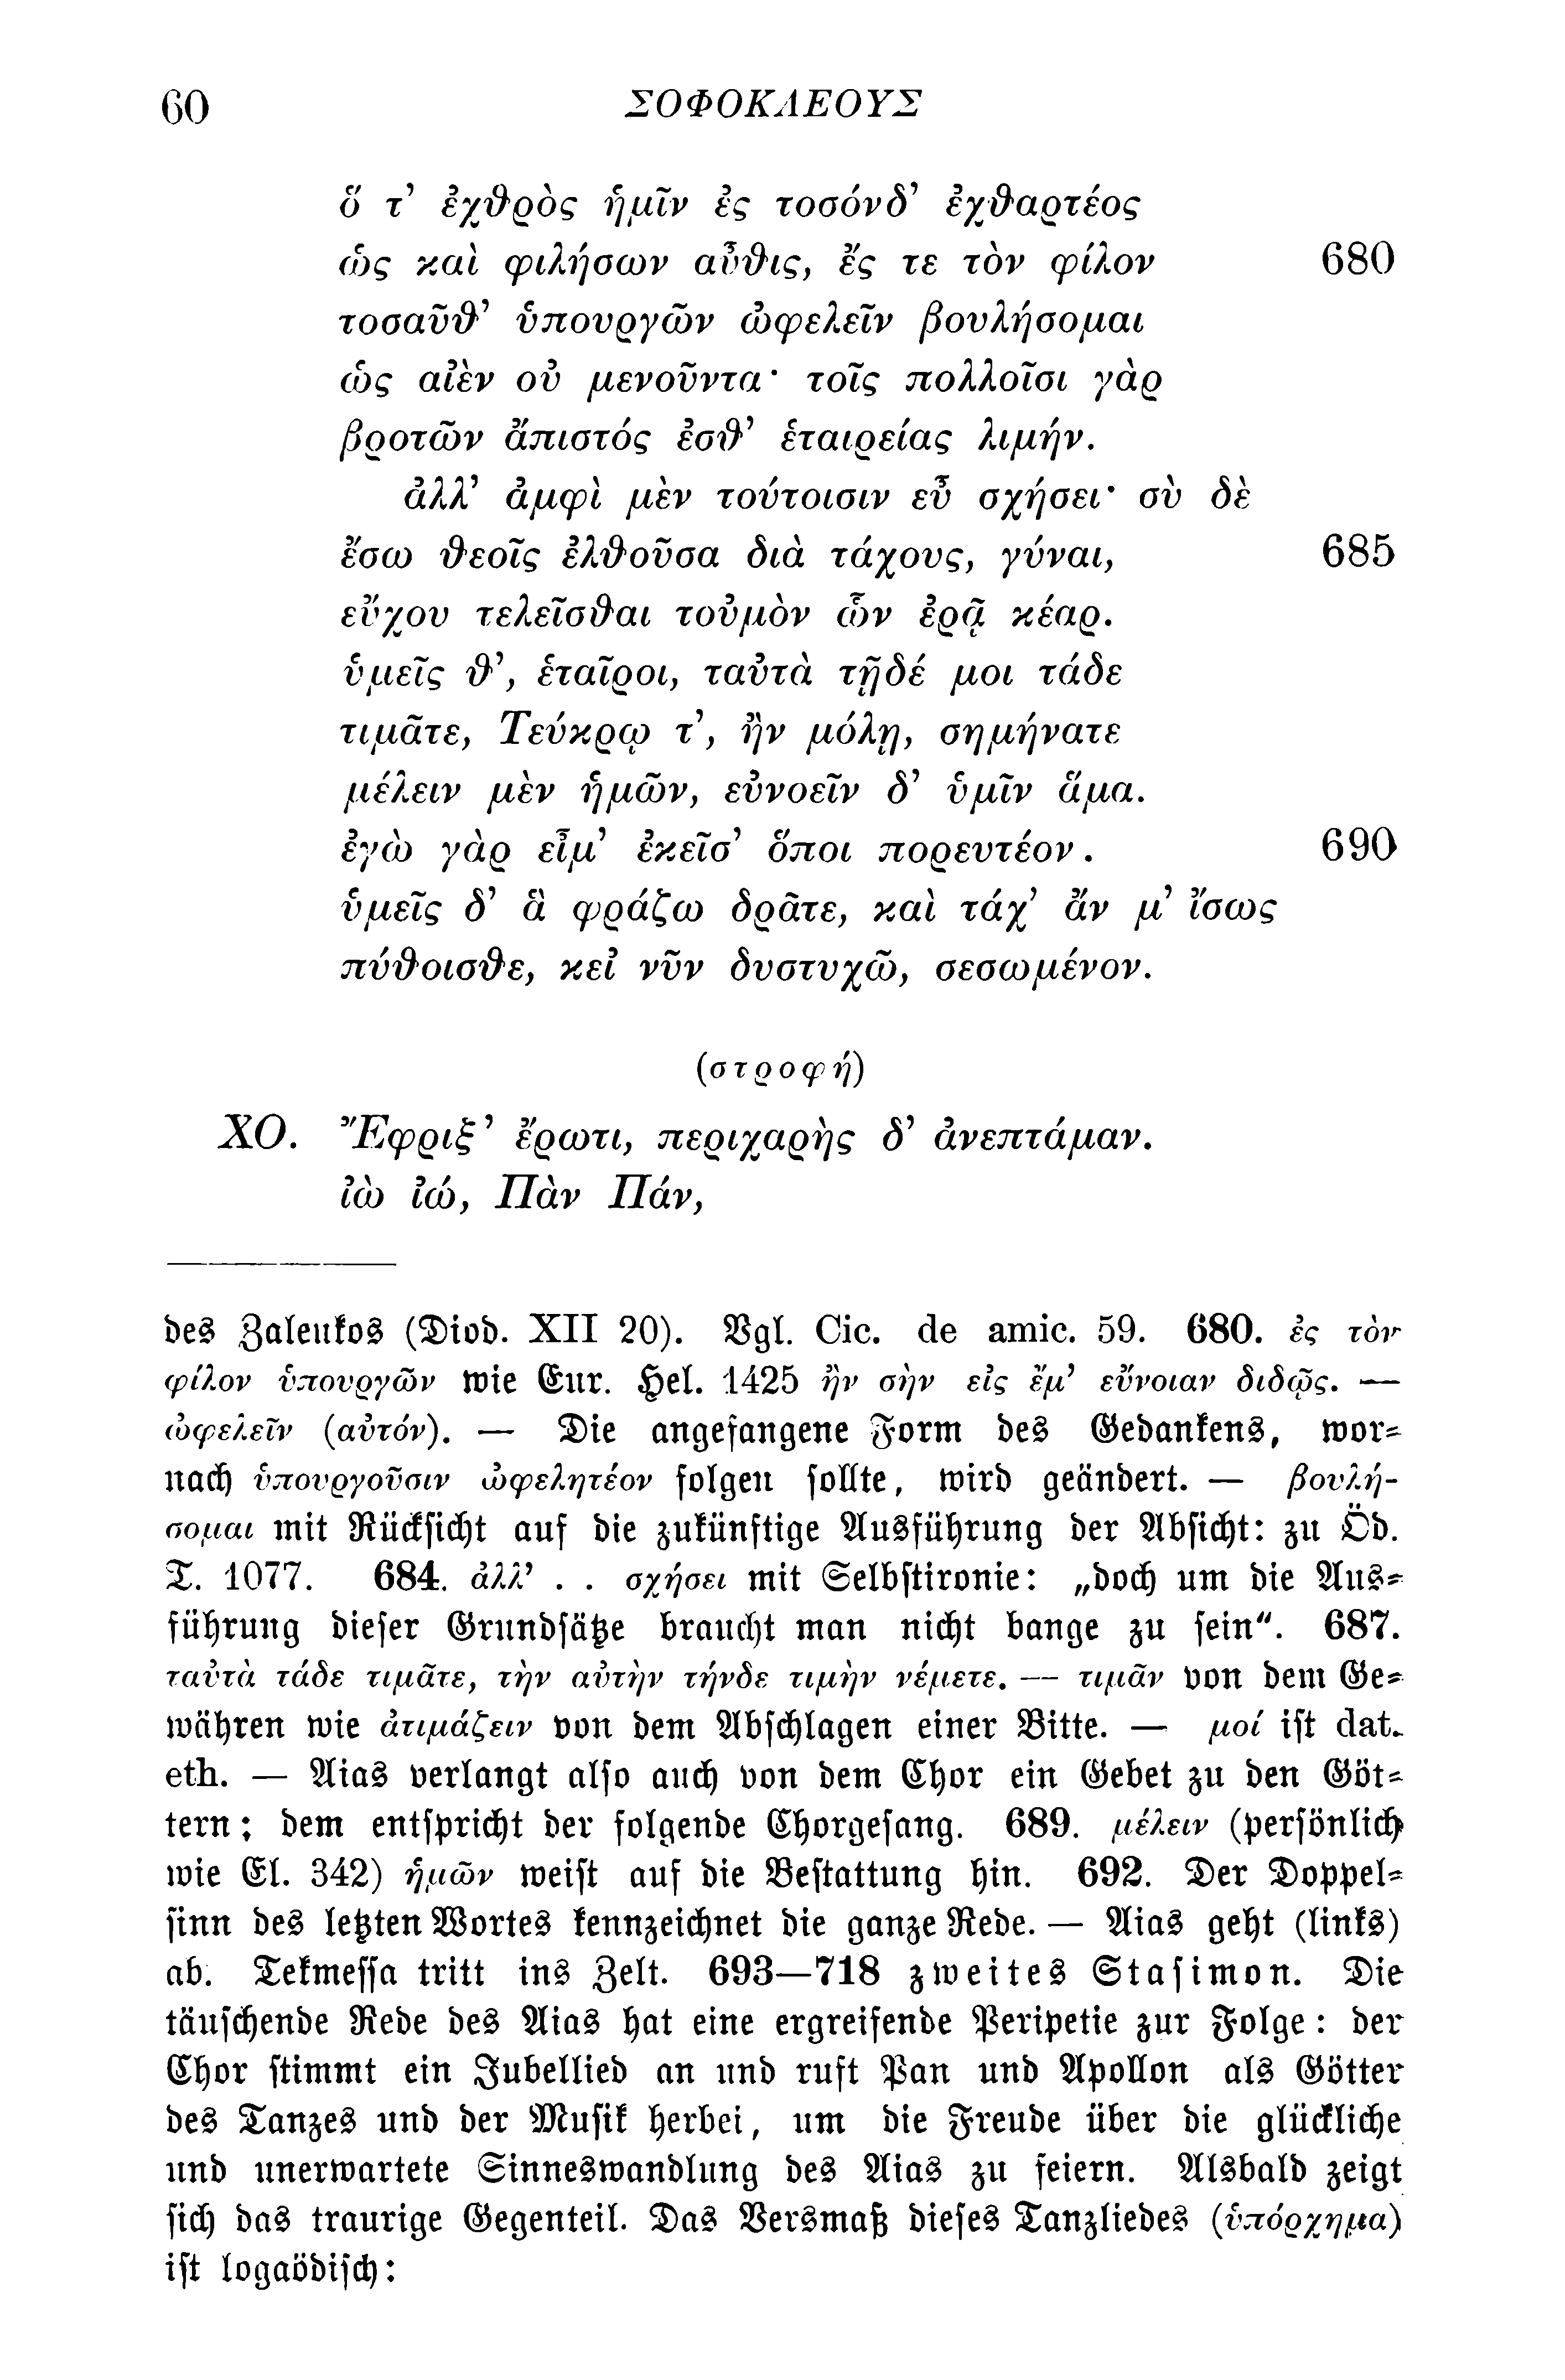 60 ΣΟΦΟΚΛΕΟΥΣ
ὅ τ’ ἐχθρὸς ἡμῖν ἐς τοσόνδ’ ἐχθαρτέος
ὡς καὶ φιλήσων αὖθις, ἔς τε τὸν φίλον 680
τοσαῦθ’ ὑπουργῶν ὠφελεῖν βουλήσομαι
ὡς αἰὲν οὐ μενοῦντα· τοῖς πολλοῖσι γὰρ
βροτῶν ἄπιστός ἐσθ’ ἑταιρείας λιμήν.
ἀλλ’ ἀμφὶ μὲν τούτοισιν εὖ σχήσει· σὺ δὲ
ἔσω θεοῖς ἐλθοῦσα διὰ τάχους, γύναι, 685
εὔχου τελεῖσθαι τοὐμὸν ὧν ἐρᾷ κέαρ.
ὑμεῖς θ’, ἑταῖροι, ταὐτὰ τῇδέ μοι τάδε
τιμᾶτε, Τεύκρῳ τ’, ἢν μόλῃ, σημήνατε
μέλειν μὲν ἡμῶν, εὐνοεῖν δ’ ὑμῖν ἅμα.
ἐγὼ γὰρ εἶμ’ ἐκεῖσ’ ὅποι πορευτέον. 690
ὑμεῖς δ’ ἃ φράζω δρᾶτε, καὶ τάχ’ ἄν μ’ ἴσως
πύθοισθε, κεἰ νῦν δυστυχῶ, σεσωμένον.
(στροφή)
ΧΟ. Ἔφριξ’ ἔρωτι, περιχαρὴς δ’ ἀνεπτάμαν.
ἰὼ ἰώ, Πὰν Πάν,
des Zaleukos (Diod. XII 20). Vgl. Cic. de amic. 59. 680. ἐς τὸν
φίλον ὑπουργῶν wie Eur. Hel. 1425 ἢν σὴν εἰς ἔμ’ εὔνοιαν διδῷς. —
ὠφελεῖν (αὐτόν). — Die angefangene Form des Gedankens, wor-
nach ὑπουργοῦσιν ὠφελητέον folgen sollte, wird geändert. — βουλή-
σομαι mit Rücksicht auf die zukünftige Ausführung der Absicht: zu Öd.
T. 1077. 684. ἀλλ’ . . σχήσει mit Selbstironie: „doch um die Aus-
führung dieser Grundsätze braucht man nicht bange zu sein“. 687.
ταὐτὰ τάδε τιμᾶτε, τὴν αὐτὴν τήνδε τιμὴν νέμετε. — τιμᾶν von dem Ge-
währen wie ἀτιμάζειν von dem Abschlagen einer Bitte. — μοί ist dat.
eth. — Aias verlangt also auch von dem Chor ein Gebet zu den Göt-
tern; dem entspricht der folgende Chorgesang. 689. μέλειν (persönlich
wie El. 342) ἡμῶν weist auf die Bestattung hin. 692. Der Doppel-
sinn des letzten Wortes kennzeichnet die ganze Rede. — Aias geht (links)
ab. Tekmessa tritt ins Zelt. 693—718 zweites Stasimon. Die
täuschende Rede des Aias hat eine ergreifende Peripetie zur Folge: der
Chor stimmt ein Jubellied an und ruft Pan und Apollon als Götter
des Tanzes und der Musik herbei, um die Freude über die glückliche
und unerwartete Sinneswandlung des Aias zu feiern. Alsbald zeigt
sich das traurige Gegenteil. Das Versmaß dieses Tanzliedes (ὑπόρχημα)
ist logaödisch: